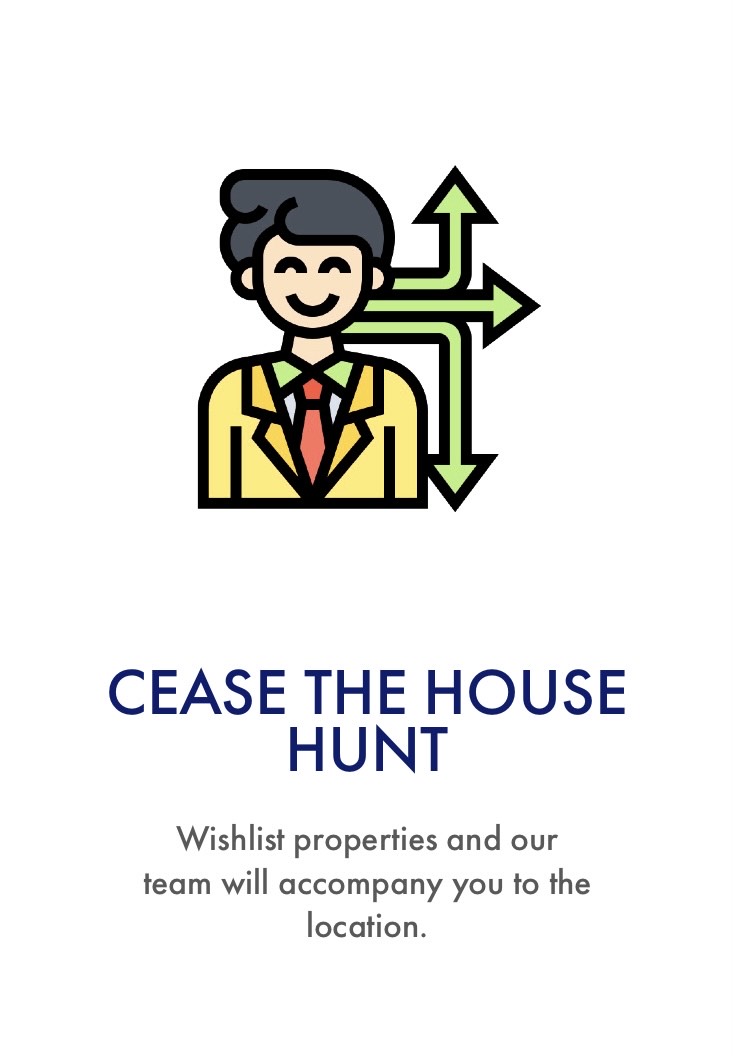 CEASE THE HOUSE
HUNT
Wishlist properties and our
team will accompany you to the
location.